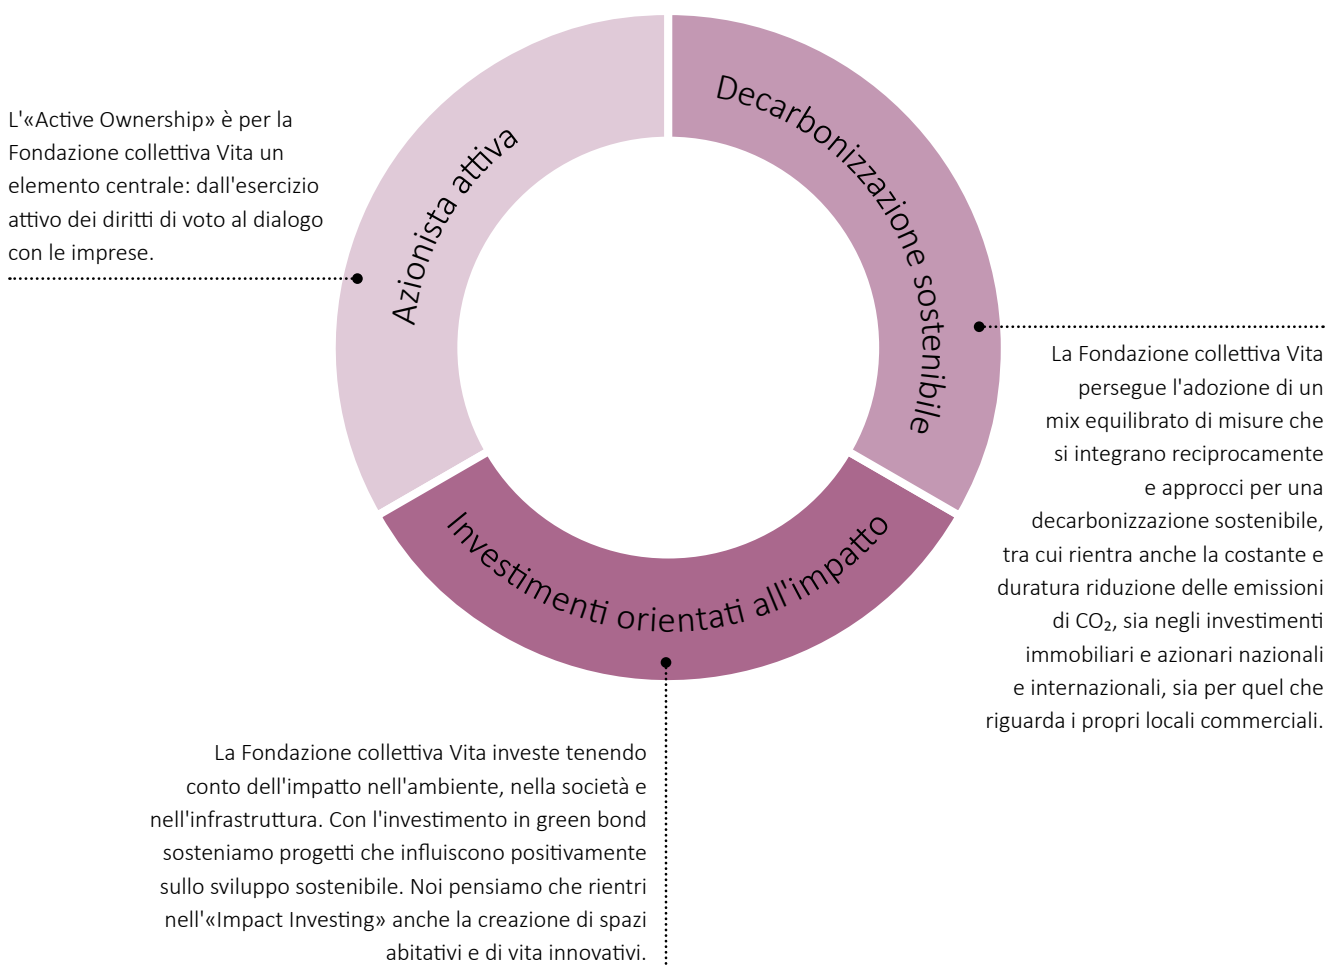 Azionista attiva
L'«Active Ownership» è per la
Fondazione collettiva Vita un
elemento centrale: dall'esercizio
attivo dei diritti di voto al dialogo
con le imprese.
Decarbonizzazione sostenibile
La Fondazione collettiva Vita
persegue l'adozione di un
mix equilibrato di misure che
si integrano reciprocamente
e approcci per una
decarbonizzazione sostenibile,
tra cui rientra anche la costante e
duratura riduzione delle emissioni
di CO₂, sia negli investimenti
immobiliari e azionari nazionali
e internazionali, sia per quel che
riguarda i propri locali commerciali.
Investimenti orientati all'impatto
La Fondazione collettiva Vita investe tenendo
conto dell'impatto nell'ambiente, nella società e
nell'infrastruttura. Con l'investimento in green bond
sosteniamo progetti che influiscono positivamente
sullo sviluppo sostenibile. Noi pensiamo che rientri
nell'«Impact Investing» anche la creazione di spazi
abitativi e di vita innovativi.